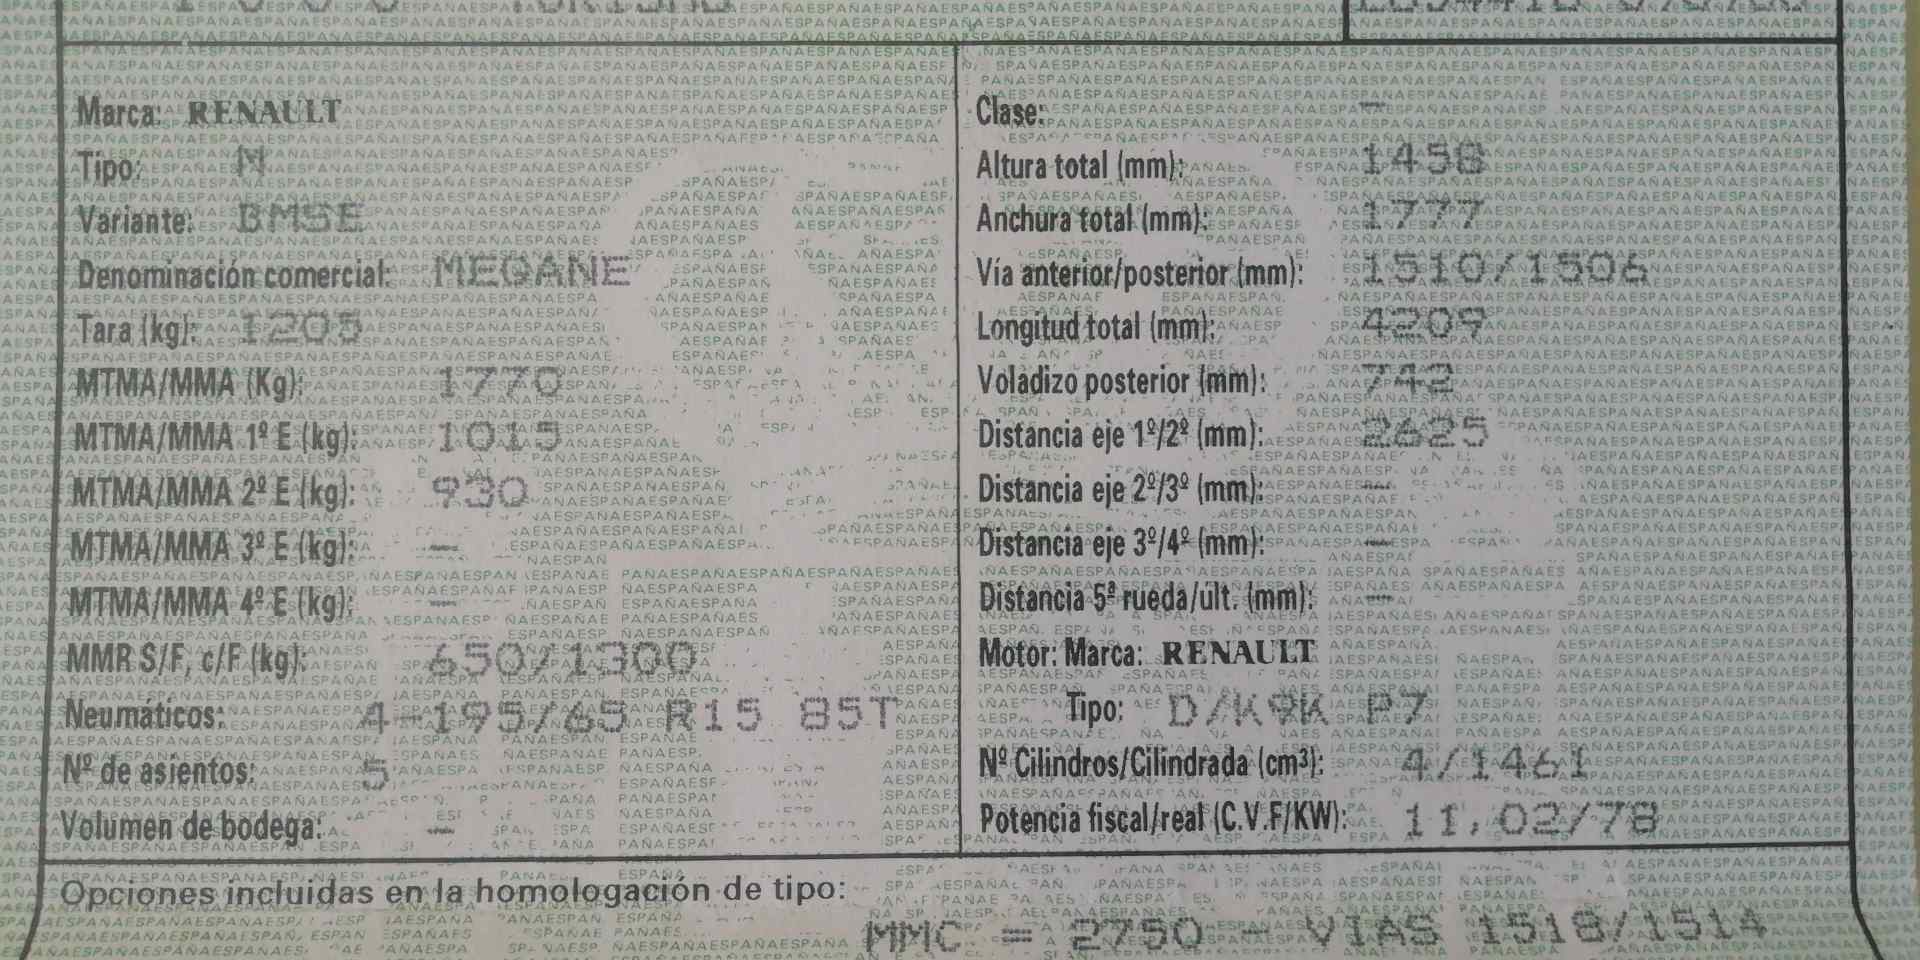 TURISMO
Marca: RENAULT
Tipo: M
Variante: BMSE
Denominación comercial: MEGANE
Tara (kg): 1205
MTMA/MMA (Kg): 1770
MTMA/MMA 1º E (kg): 1015
MTMA/MMA 2º E (kg): 930
MTMA/MMA 3º E (kg): -
MTMA/MMA 4º E (kg): -
MMR S/F, c/F (kg): 650/1300
Neumáticos: 4-195/65 R15 85T
Nº de asientos: 5
Volumen de bodega: -
Clase: -
Altura total (mm): 1458
Anchura total (mm): 1777
Vía anterior/posterior (mm): 1510/1506
Longitud total (mm): 4209
Voladizo posterior (mm): 742
Distancia eje 1º/2º (mm): 2625
Distancia eje 2º/3º (mm): -
Distancia eje 3º/4º (mm): -
Distancia 5ª rueda/últ. (mm): -
Motor: Marca: RENAULT
Tipo: D/K9K P7
Nº Cilindros/Cilindrada (cm³): 4/1461
Potencia fiscal/real (C.V.F/KW): 11,02/78
Opciones incluidas en la homologación de tipo:
MMC = 2750 - VIAS 1518/1514